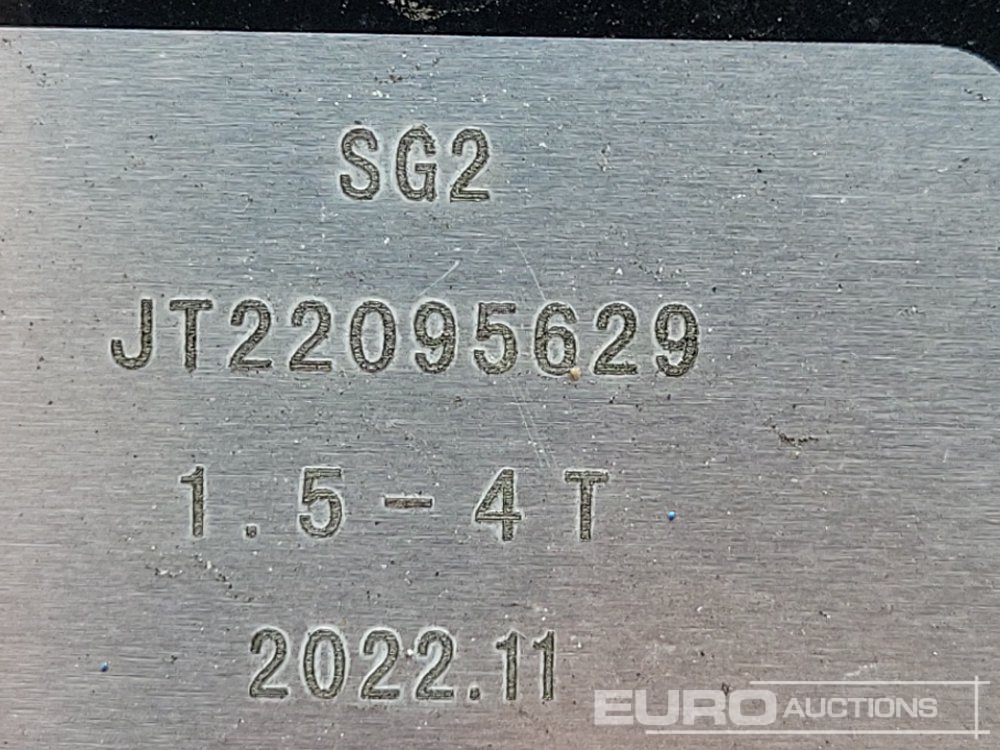 SG2
JT22095629
1.5-4T
2022.11
EURO AUCTIONS